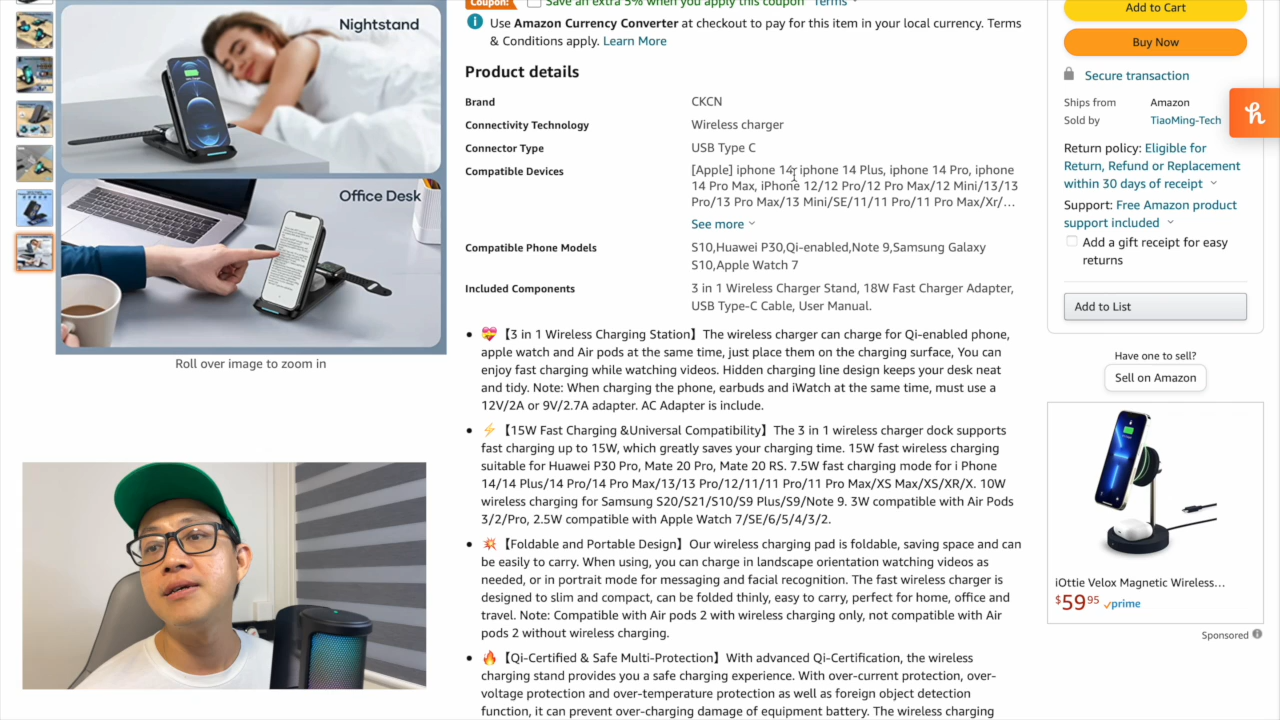 Nightstand
Office Desk
Roll over image to zoom in
Coupon:
Save an extra 5% when you apply this coupon Terms
Use Amazon Currency Converter at checkout to pay for this item in your local currency. Terms
& Conditions apply. Learn More
Product details
Brand CKCN
Connectivity Technology Wireless charger
Connector Type USB Type C
Compatible Devices [Apple] iphone 14, iphone 14 Plus, iphone 14 Pro, iphone
14 Pro Max, iPhone 12/12 Pro/12 Pro Max/12 Mini/13/13
Pro/13 Pro Max/13 Mini/SE/11/11 Pro/11 Pro Max/Xr/…
See more
Compatible Phone Models S10,Huawei P30,Qi-enabled,Note 9,Samsung Galaxy
S10,Apple Watch 7
Included Components 3 in 1 Wireless Charger Stand, 18W Fast Charger Adapter,
USB Type-C Cable, User Manual.
• 💝【3 in 1 Wireless Charging Station】The wireless charger can charge for Qi-enabled phone,
apple watch and Air pods at the same time, just place them on the charging surface, You can
enjoy fast charging while watching videos. Hidden charging line design keeps your desk neat
and tidy. Note: When charging the phone, earbuds and iWatch at the same time, must use a
12V/2A or 9V/2.7A adapter. AC Adapter is include.
• ⚡【15W Fast Charging &Universal Compatibility】The 3 in 1 wireless charger dock supports
fast charging up to 15W, which greatly saves your charging time. 15W fast wireless charging
suitable for Huawei P30 Pro, Mate 20 Pro, Mate 20 RS. 7.5W fast charging mode for i Phone
14/14 Plus/14 Pro/14 Pro Max/13/13 Pro/12/11/11 Pro/11 Pro Max/XS Max/XS/XR/X. 10W
wireless charging for Samsung S20/S21/S10/S9 Plus/S9/Note 9. 3W compatible with Air Pods
3/2/Pro, 2.5W compatible with Apple Watch 7/SE/6/5/4/3/2.
• 💥【Foldable and Portable Design】Our wireless charging pad is foldable, saving space and can
be easily to carry. When using, you can charge in landscape orientation watching videos as
needed, or in portrait mode for messaging and facial recognition. The fast wireless charger is
designed to slim and compact, can be folded thinly, easy to carry, perfect for home, office and
travel. Note: Compatible with Air pods 2 with wireless charging only, not compatible with Air
pods 2 without wireless charging.
• 🔥【Qi-Certified & Safe Multi-Protection】With advanced Qi-Certification, the wireless
charging stand provides you a safe charging experience. With over-current protection, over-
voltage protection and over-temperature protection as well as foreign object detection
function, it can prevent over-charging damage of equipment battery. The wireless charging
Add to Cart
Buy Now
Secure transaction
Ships from Amazon
Sold by TiaoMing-Tech
Return policy: Eligible for
Return, Refund or Replacement
within 30 days of receipt
Support: Free Amazon product
support included
Add a gift receipt for easy
returns
Add to List
Have one to sell?
Sell on Amazon
iOttie Velox Magnetic Wireless…
$59 95 prime
Sponsored